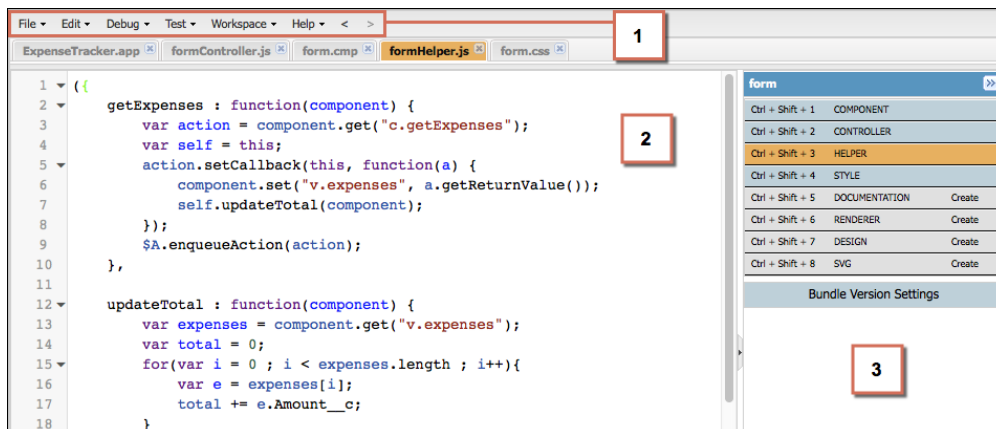 File Edit Debug Test Workspace Help < >
1
ExpenseTracker.app formController.js form.cmp formHelper.js form.css
1 ({
2 getExpenses : function(component) {
3 var action = component.get("c.getExpenses");
4 var self = this;
5 action.setCallback(this, function(a) {
6 component.set("v.expenses", a.getReturnValue());
7 self.updateTotal(component);
8 });
9 $A.enqueueAction(action);
10 },
11
12 updateTotal : function(component) {
13 var expenses = component.get("v.expenses");
14 var total = 0;
15 for(var i = 0 ; i < expenses.length ; i++){
16 var e = expenses[i];
17 total += e.Amount__c;
18 }
2
form
Ctrl + Shift + 1 COMPONENT
Ctrl + Shift + 2 CONTROLLER
Ctrl + Shift + 3 HELPER
Ctrl + Shift + 4 STYLE
Ctrl + Shift + 5 DOCUMENTATION Create
Ctrl + Shift + 6 RENDERER Create
Ctrl + Shift + 7 DESIGN Create
Ctrl + Shift + 8 SVG Create
Bundle Version Settings
3